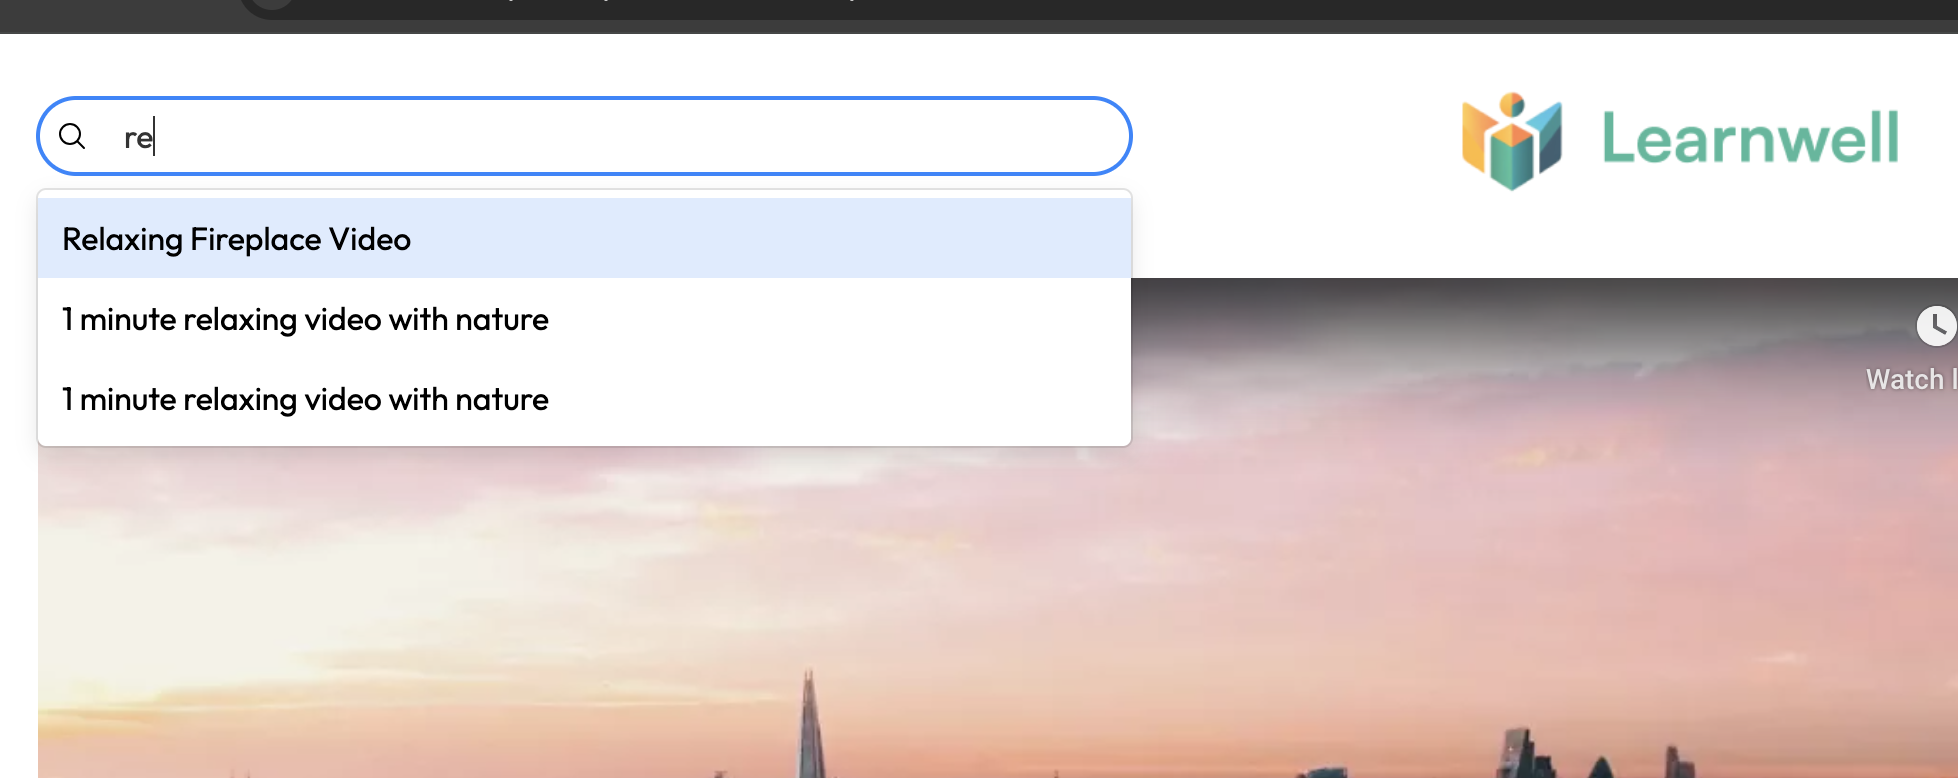 re
Learnwell
Relaxing Fireplace Video
1 minute relaxing video with nature
1 minute relaxing video with nature
Watch